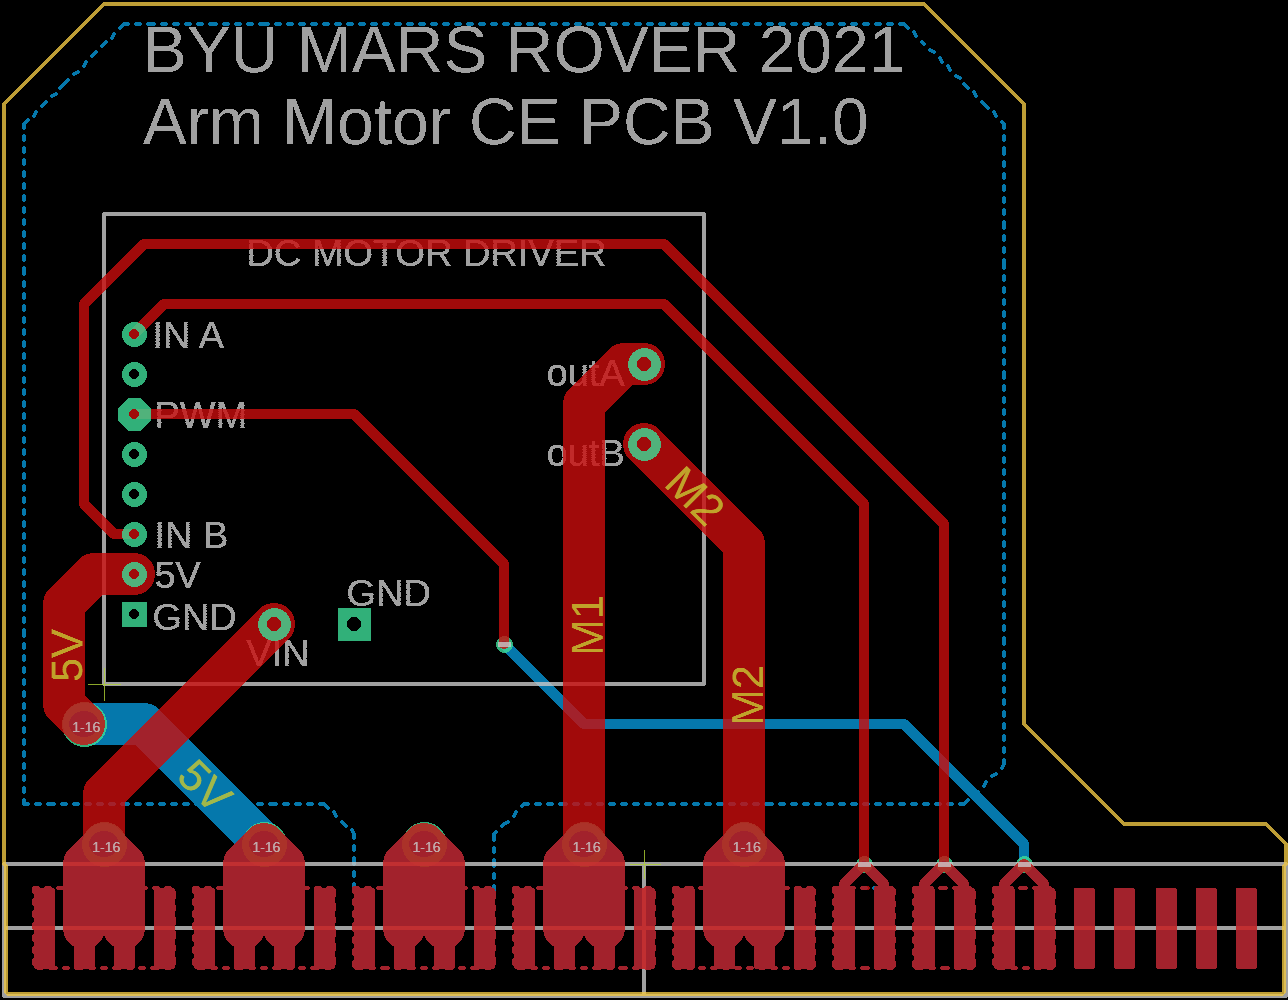 BYU MARS ROVER 2021
Arm Motor CE PCB V1.0
DC MOTOR DRIVER
IN A
outA
PWM
outB
M2
IN B
5V
GND
GND
VIN
5V
M1
M2
1-16
5V
1-16
1-16
1-16
1-16
1-16